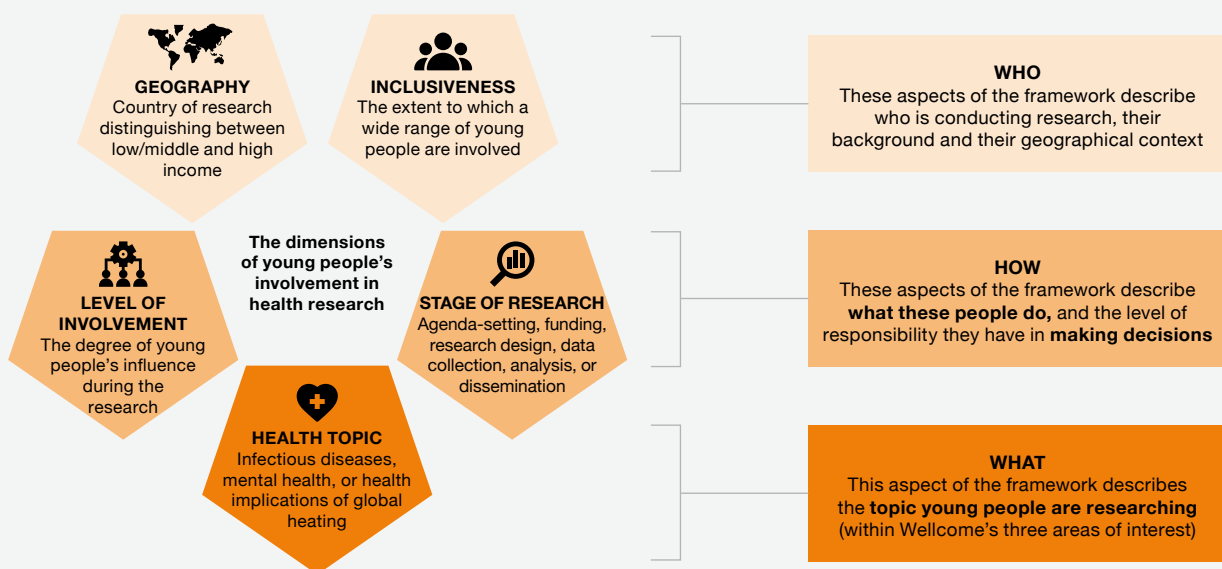 GEOGRAPHY
Country of research
distinguishing between
low/middle and high
income
INCLUSIVENESS
The extent to which a
wide range of young
people are involved
WHO
These aspects of the framework describe
who is conducting research, their
background and their geographical context
LEVEL OF
INVOLVEMENT
The degree of young
people's influence
during the
research
The dimensions
of young people's
involvement in
health research
STAGE OF RESEARCH
Agenda-setting, funding,
research design, data
collection, analysis, or
dissemination
HOW
These aspects of the framework describe
what these people do, and the level of
responsibility they have in making decisions
HEALTH TOPIC
Infectious diseases,
mental health, or health
implications of global
heating
WHAT
This aspect of the framework describes
the topic young people are researching
(within Wellcome's three areas of interest)